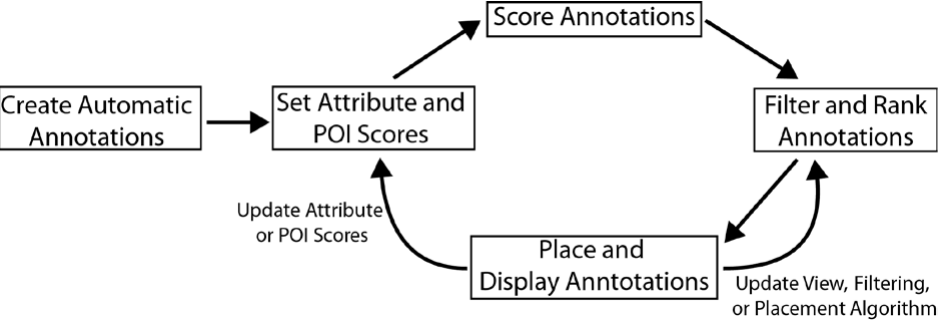 Score Annotations
Create Automatic
Annotations
Set Attribute and
POI Scores
Filter and Rank
Annotations
Update Attribute
or POI Scores
Place and
Display Anntotations
Update View, Filtering,
or Placement Algorithm